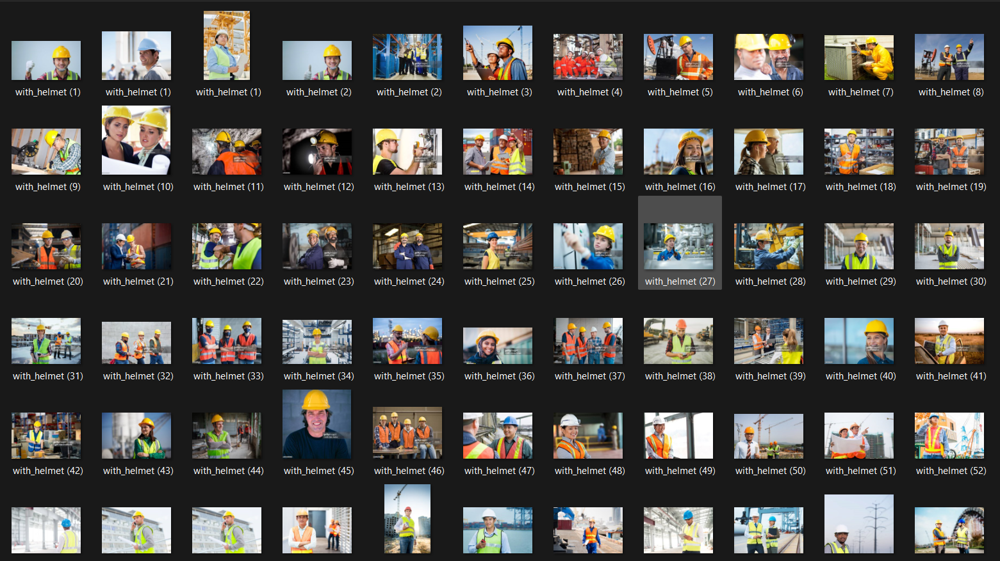 with_helmet (1) with_helmet (1) with_helmet (1) with_helmet (2) with_helmet (2) with_helmet (3) with_helmet (4) with_helmet (5) with_helmet (6) with_helmet (7) with_helmet (8)
with_helmet (9) with_helmet (10) with_helmet (11) with_helmet (12) with_helmet (13) with_helmet (14) with_helmet (15) with_helmet (16) with_helmet (17) with_helmet (18) with_helmet (19)
with_helmet (20) with_helmet (21) with_helmet (22) with_helmet (23) with_helmet (24) with_helmet (25) with_helmet (26) with_helmet (27) with_helmet (28) with_helmet (29) with_helmet (30)
with_helmet (31) with_helmet (32) with_helmet (33) with_helmet (34) with_helmet (35) with_helmet (36) with_helmet (37) with_helmet (38) with_helmet (39) with_helmet (40) with_helmet (41)
with_helmet (42) with_helmet (43) with_helmet (44) with_helmet (45) with_helmet (46) with_helmet (47) with_helmet (48) with_helmet (49) with_helmet (50) with_helmet (51) with_helmet (52)